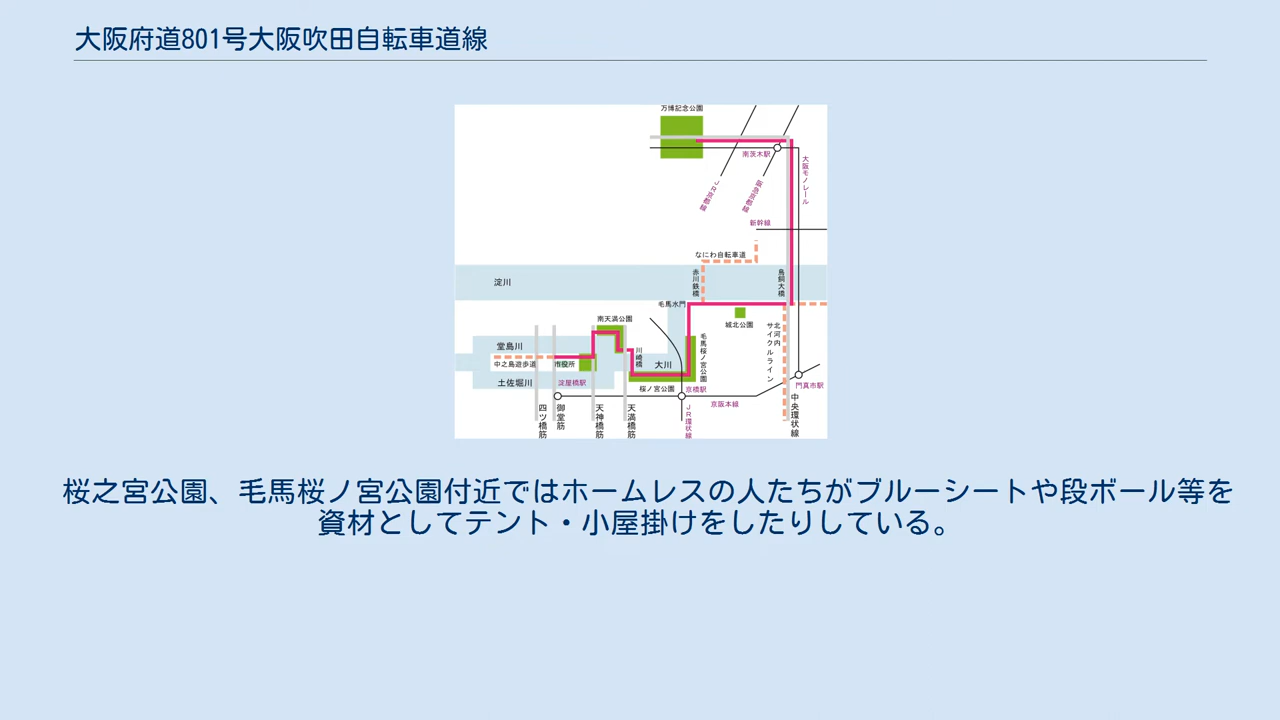 大阪府道801号大阪吹田自転車道線
万博記念公園
南茨木駅
大阪モノレール
JR京都線
阪急京都線
新幹線
なにわ自転車道
淀川
赤川鉄橋
鳥飼大橋
毛馬水門
南天満公園
城北公園
北河内サイクルライン
堂島川
川崎橋
毛馬桜ノ宮公園
中之島遊歩道
市役所
大川
土佐堀川
淀屋橋駅
桜ノ宮公園
京橋駅
門真市駅
京阪本線
四ツ橋筋
御堂筋
天神橋筋
天満橋筋
JR環状線
中央環状線
桜之宮公園、毛馬桜ノ宮公園付近ではホームレスの人たちがブルーシートや段ボール等を
資材としてテント・小屋掛けをしたりしている。